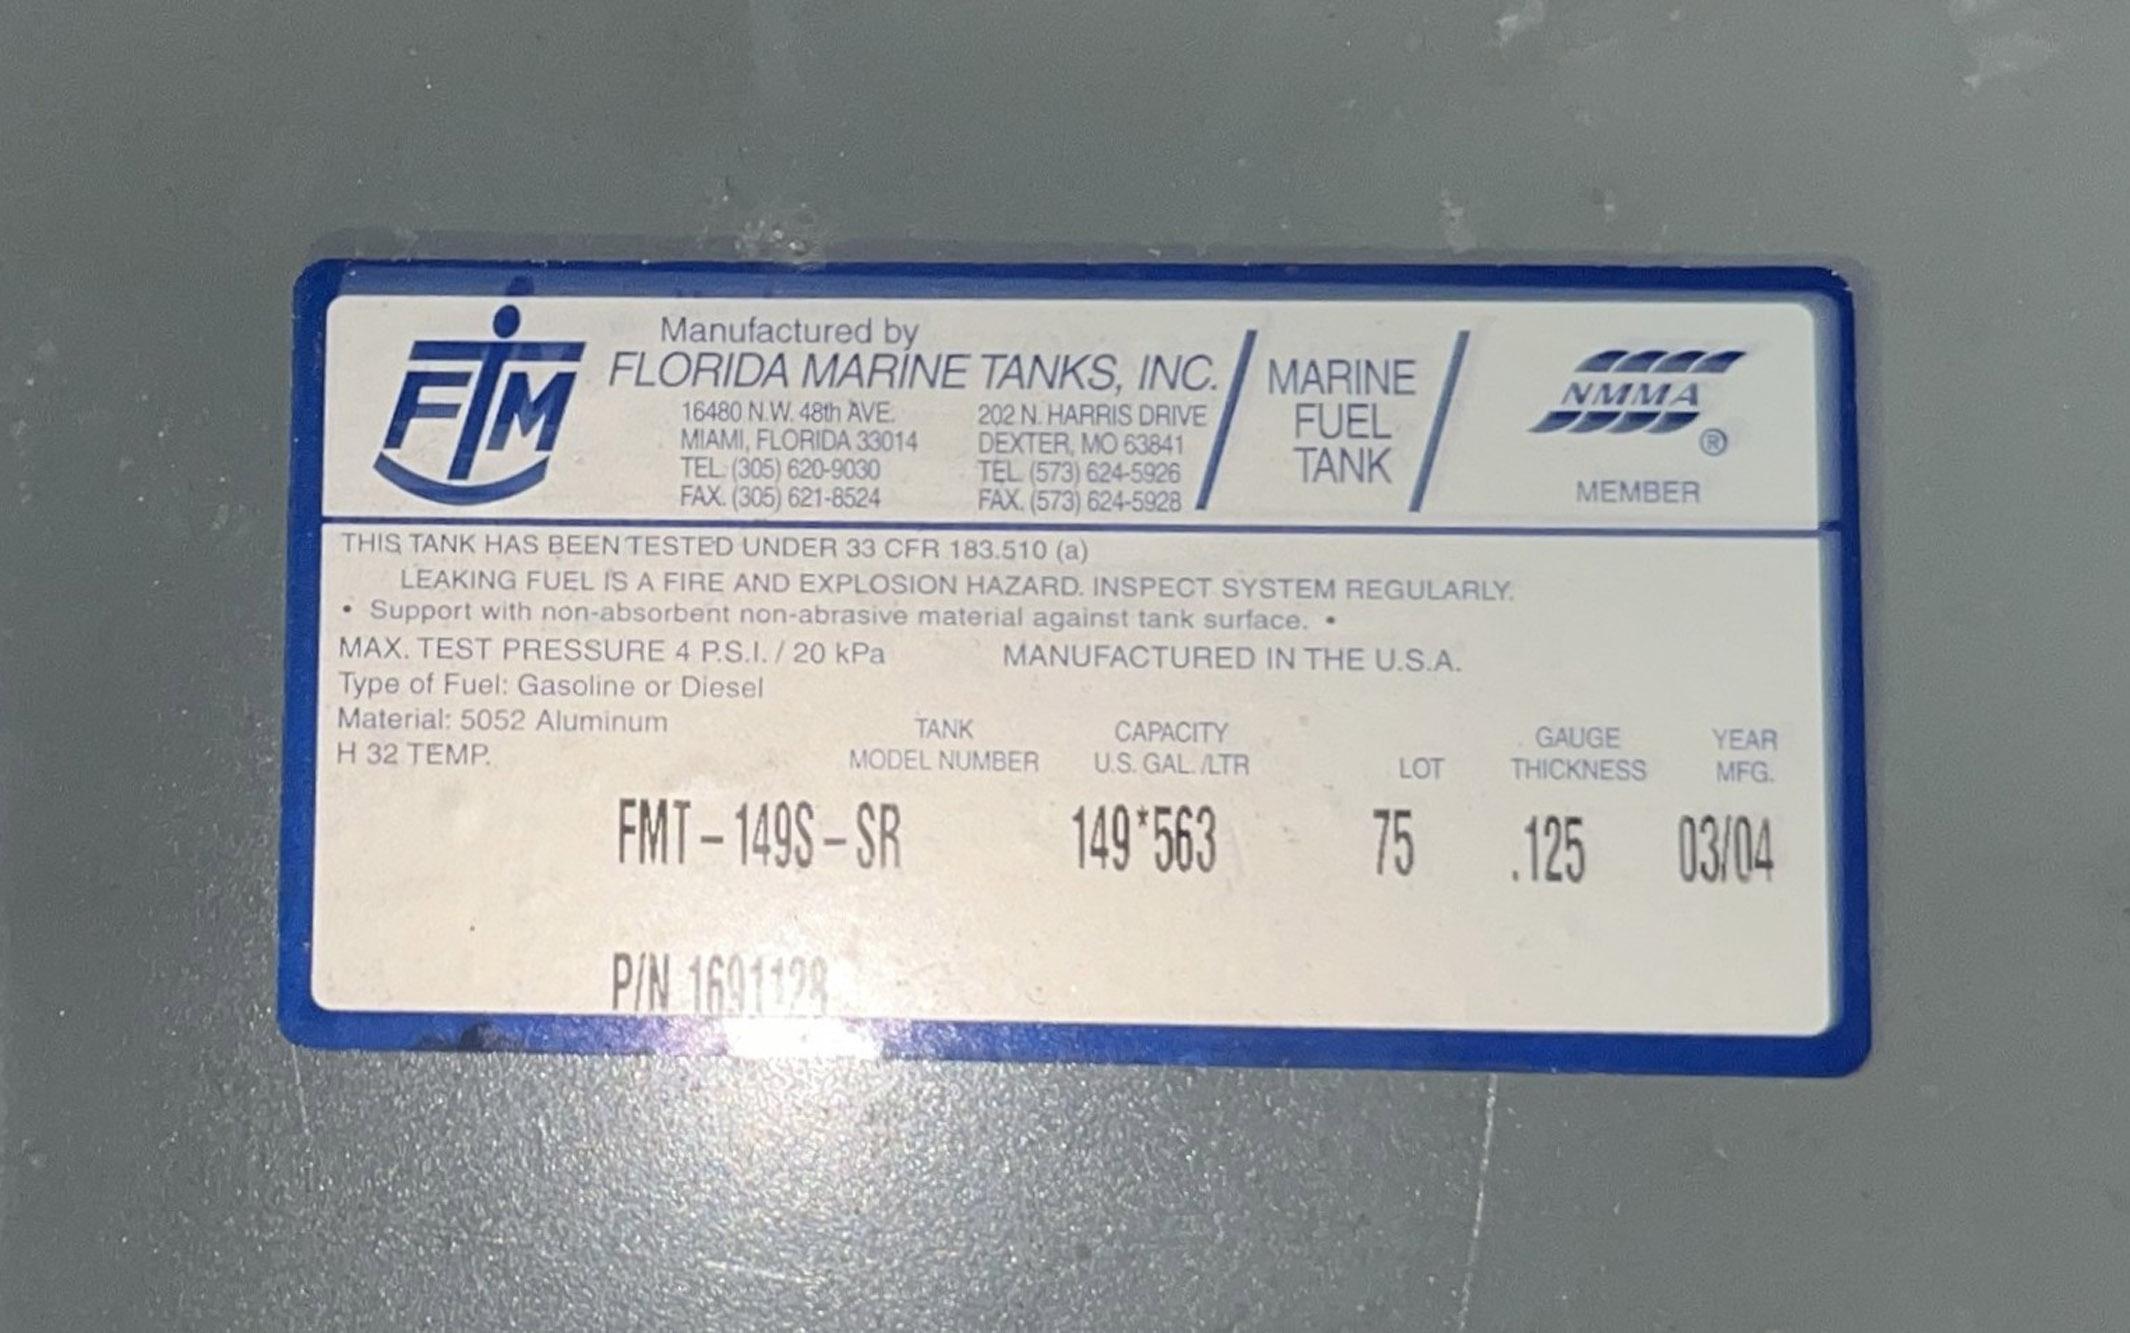 FTM
Manufactured by
FLORIDA MARINE TANKS, INC.
16480 N.W. 48th AVE.
MIAMI, FLORIDA 33014
TEL. (305) 620-9030
FAX. (305) 621-8524
202 N. HARRIS DRIVE
DEXTER, MO 63841
TEL. (573) 624-5926
FAX. (573) 624-5928
MARINE
FUEL
TANK
NMMA
®
MEMBER
THIS TANK HAS BEEN TESTED UNDER 33 CFR 183.510 (a)
LEAKING FUEL IS A FIRE AND EXPLOSION HAZARD. INSPECT SYSTEM REGULARLY.
• Support with non-absorbent non-abrasive material against tank surface. •
MAX. TEST PRESSURE 4 P.S.I. / 20 kPa MANUFACTURED IN THE U.S.A.
Type of Fuel: Gasoline or Diesel
Material: 5052 Aluminum
H 32 TEMP.
TANK
MODEL NUMBER
CAPACITY
U.S. GAL./LTR
LOT
GAUGE
THICKNESS
YEAR
MFG.
FMT-149S-SR 149*563 75 .125 03/04
P/N 1691128